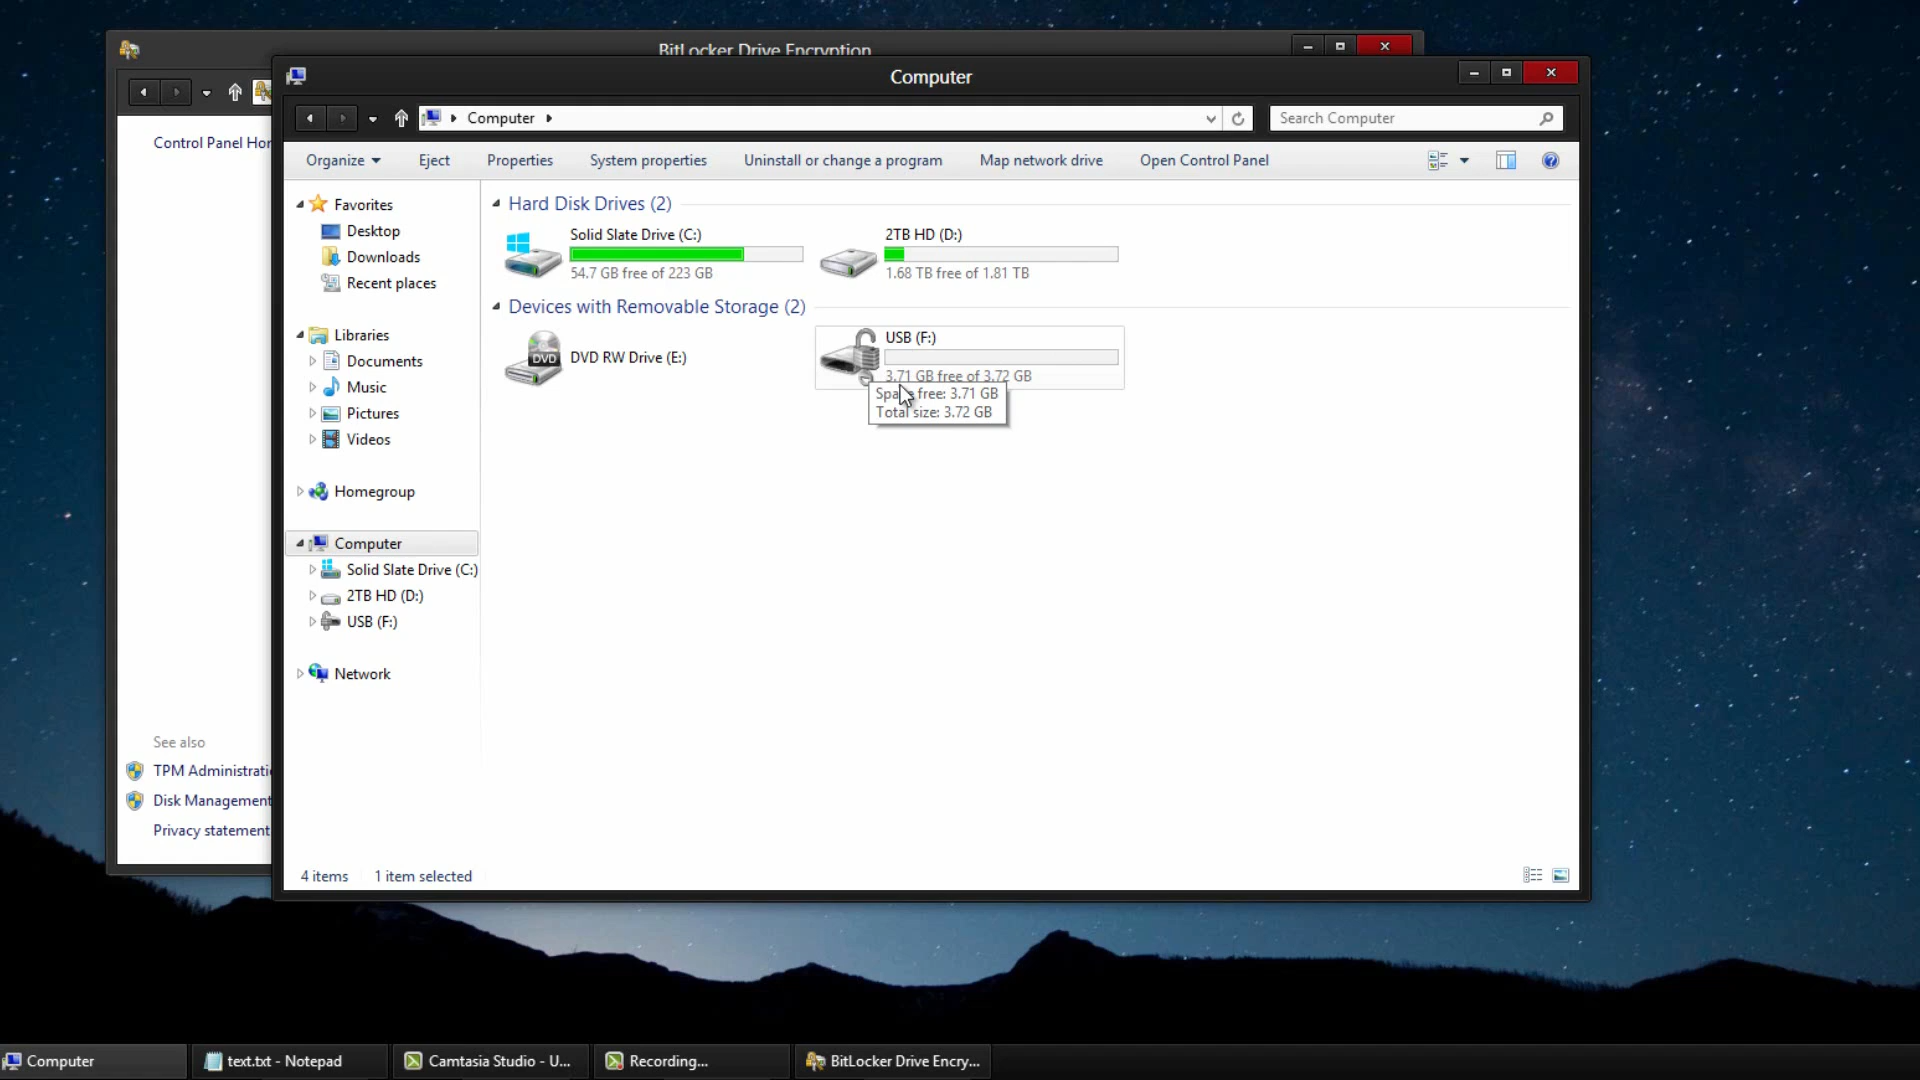 BitLocker Drive Encryption
Computer
Computer
Search Computer
Control Panel Hor
Organize
Eject
Properties
System properties
Uninstall or change a program
Map network drive
Open Control Panel
Favorites
Desktop
Downloads
Recent places
Libraries
Documents
Music
Pictures
Videos
Homegroup
Computer
Solid Slate Drive (C:)
2TB HD (D:)
USB (F:)
Network
Hard Disk Drives (2)
Solid Slate Drive (C:)
54.7 GB free of 223 GB
2TB HD (D:)
1.68 TB free of 1.81 TB
Devices with Removable Storage (2)
DVD
DVD RW Drive (E:)
USB (F:)
3.71 GB free of 3.72 GB
Space free: 3.71 GB
Total size: 3.72 GB
See also
TPM Administratio
Disk Management
Privacy statement
4 items
1 item selected
Computer
text.txt - Notepad
Camtasia Studio - U...
Recording...
BitLocker Drive Encry...